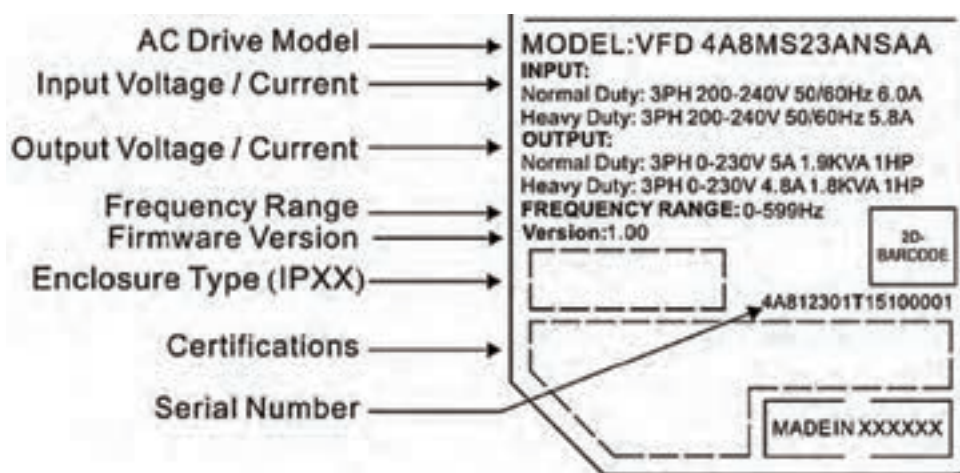 AC Drive Model
Input Voltage / Current
Output Voltage / Current
Frequency Range
Firmware Version
Enclosure Type (IPXX)
Certifications
Serial Number
MODEL:VFD 4A8MS23ANSAA
INPUT:
Normal Duty: 3PH 200-240V 50/60Hz 6.0A
Heavy Duty: 3PH 200-240V 50/60Hz 5.8A
OUTPUT:
Normal Duty: 3PH 0-230V 5A 1.9KVA 1HP
Heavy Duty: 3PH 0-230V 4.8A 1.8KVA 1HP
FREQUENCY RANGE: 0-599Hz
Version:1.00
2D-
BARCODE
4A812301T15100001
MADE IN XXXXXX